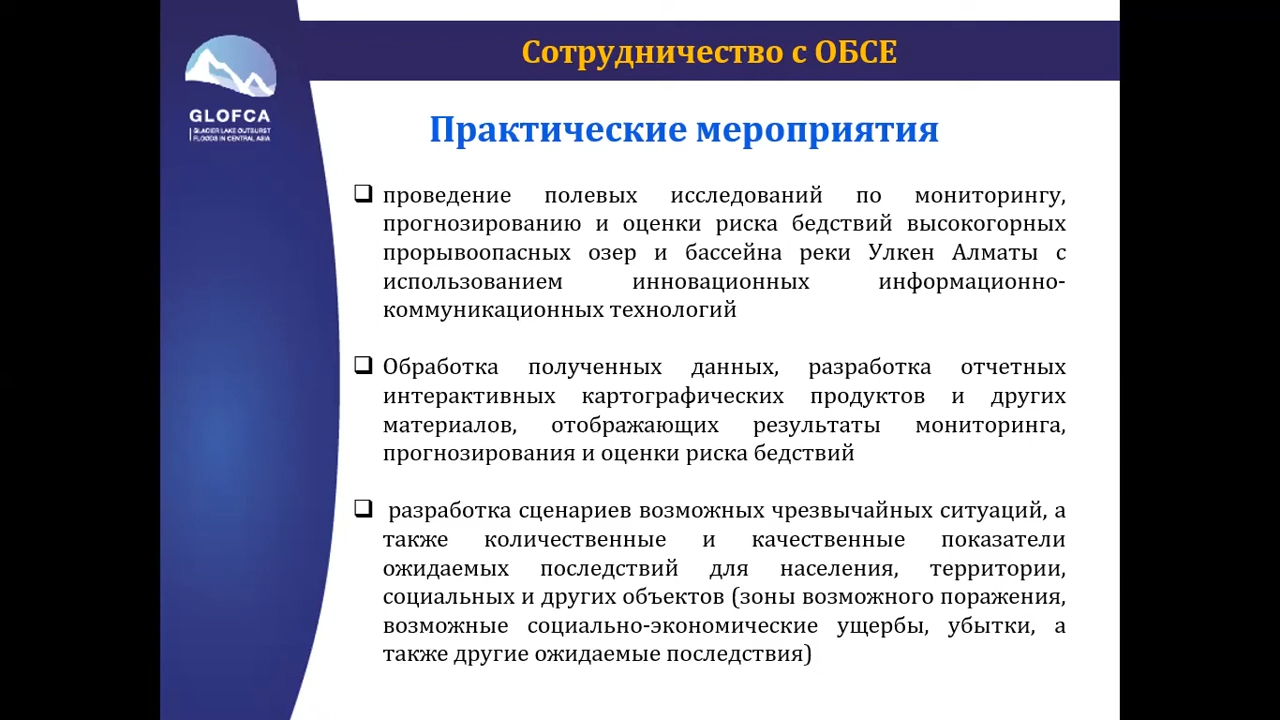 Сотрудничество с ОБСЕ
GLOFCA
GLACIER LAKE OUTBURST
FLOODS IN CENTRAL ASIA
Практические мероприятия
проведение полевых исследований по мониторингу,
прогнозированию и оценки риска бедствий высокогорных
прорывоопасных озер и бассейна реки Улкен Алматы с
использованием инновационных информационно-
коммуникационных технологий
Обработка полученных данных, разработка отчетных
интерактивных картографических продуктов и других
материалов, отображающих результаты мониторинга,
прогнозирования и оценки риска бедствий
разработка сценариев возможных чрезвычайных ситуаций, а
также количественные и качественные показатели
ожидаемых последствий для населения, территории,
социальных и других объектов (зоны возможного поражения,
возможные социально-экономические ущербы, убытки, а
также другие ожидаемые последствия)